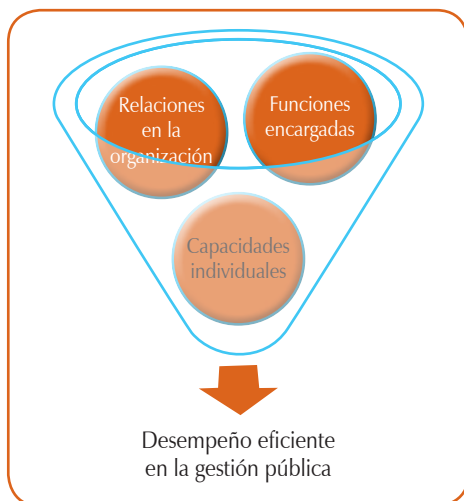 Relaciones
en la
organización
Funciones
encargadas
Capacidades
individuales
Desempeño eficiente
en la gestión pública